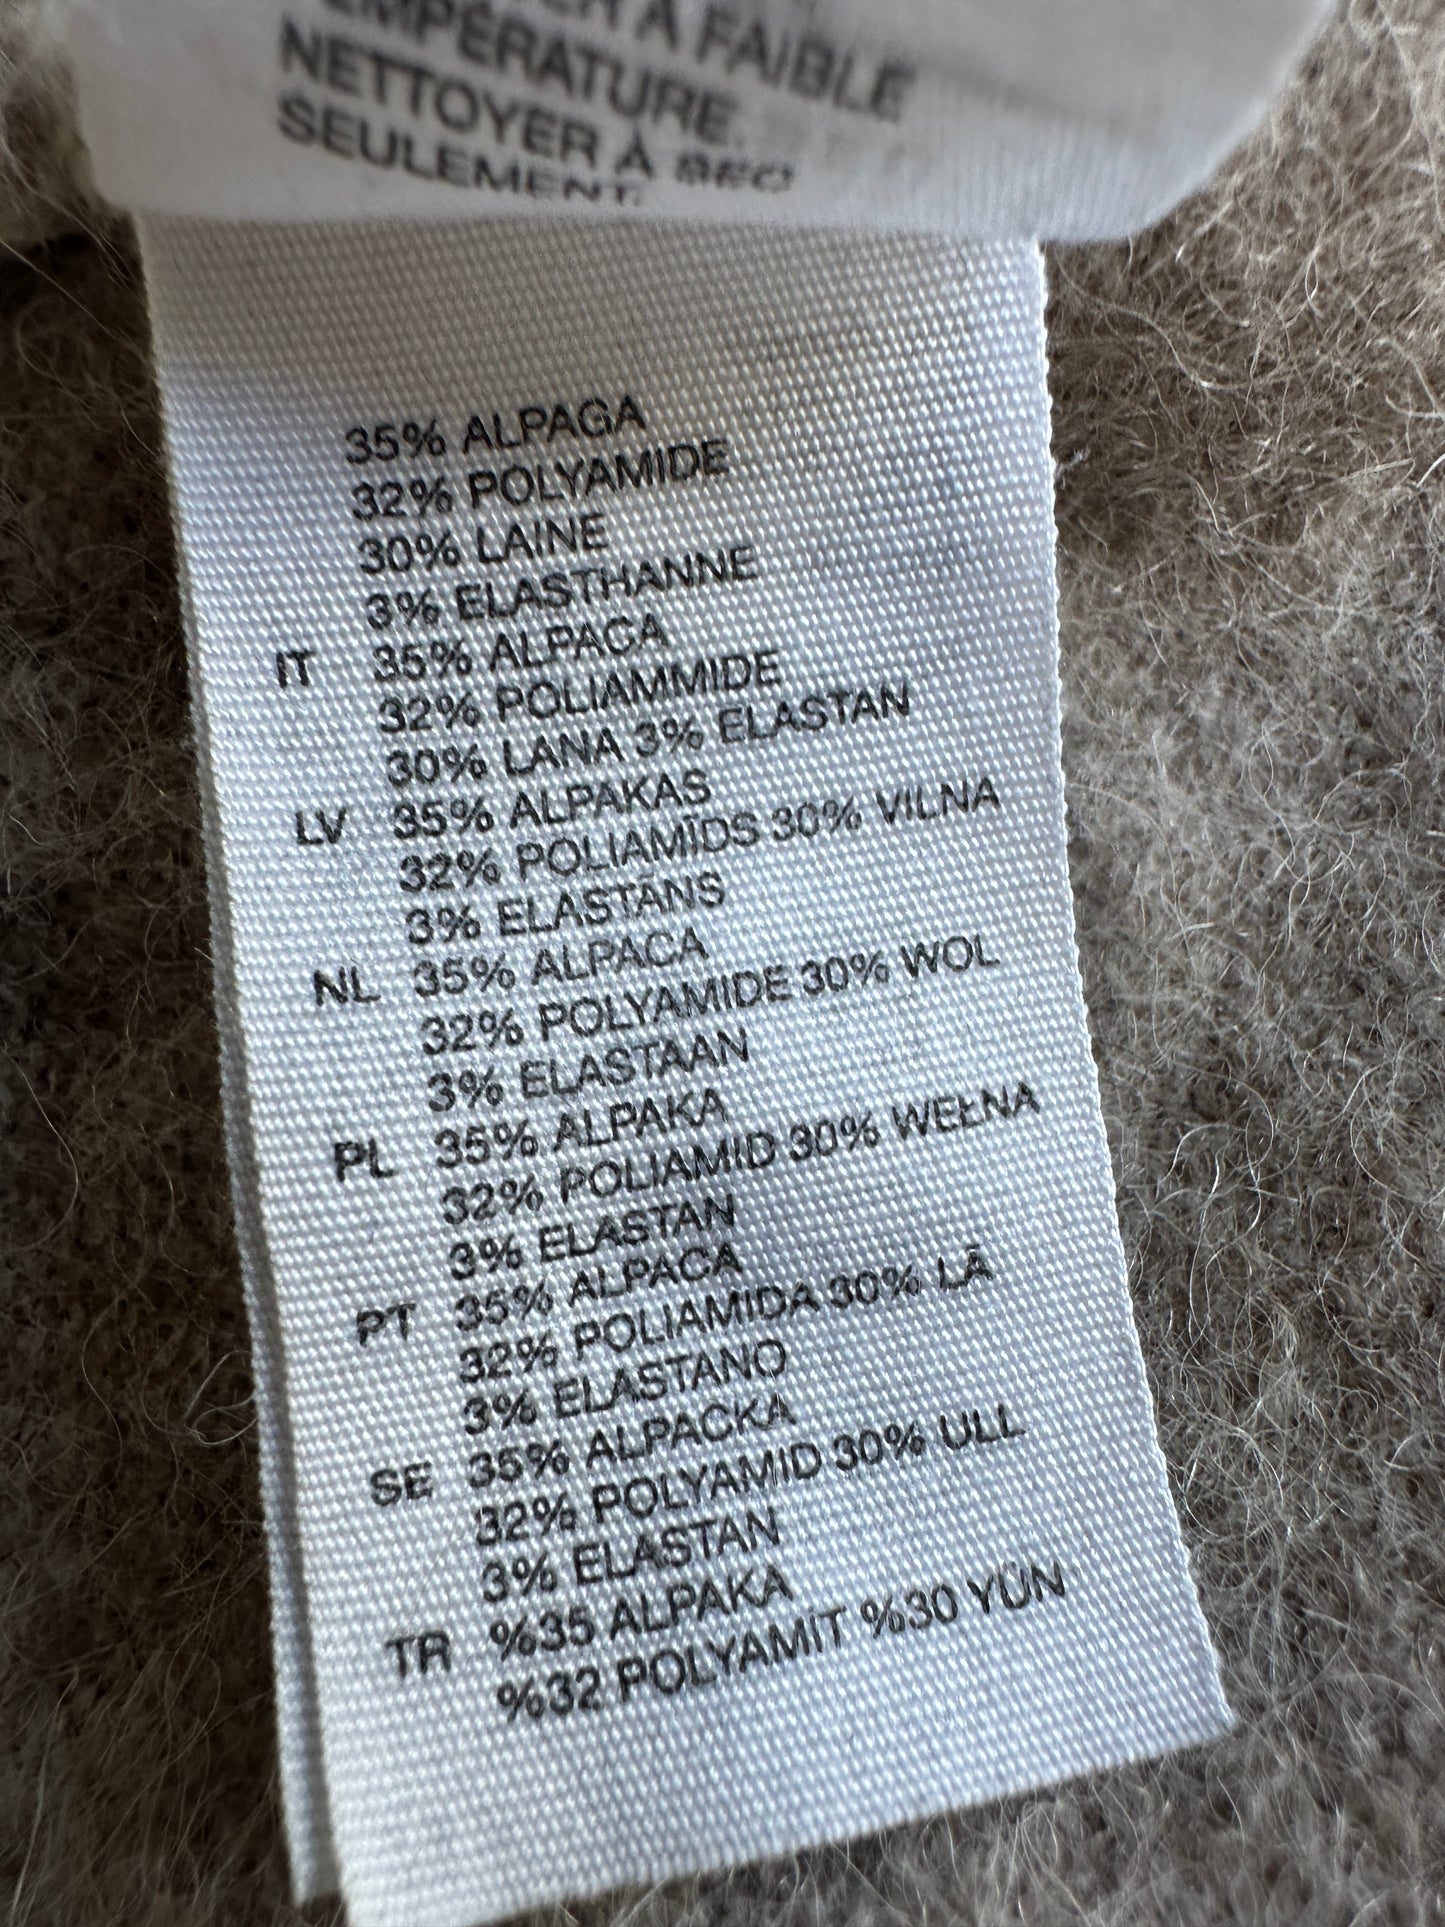 À FAIBLE
TEMPÉRATURE.
NETTOYER À SEC
SEULEMENT.
35% ALPAGA
32% POLYAMIDE
30% LAINE
3% ELASTHANNE
IT 35% ALPACA
32% POLIAMMIDE
30% LANA 3% ELASTAN
LV 35% ALPAKAS
32% POLIAMĪDS 30% VILNA
3% ELASTĀNS
NL 35% ALPACA
32% POLYAMIDE 30% WOL
3% ELASTAAN
PL 35% ALPAKA
32% POLIAMID 30% WEŁNA
3% ELASTAN
PT 35% ALPACA
32% POLIAMIDA 30% LÃ
3% ELASTANO
SE 35% ALPACKA
32% POLYAMID 30% ULL
3% ELASTAN
TR %35 ALPAKA
%32 POLYAMIT %30 YÜN